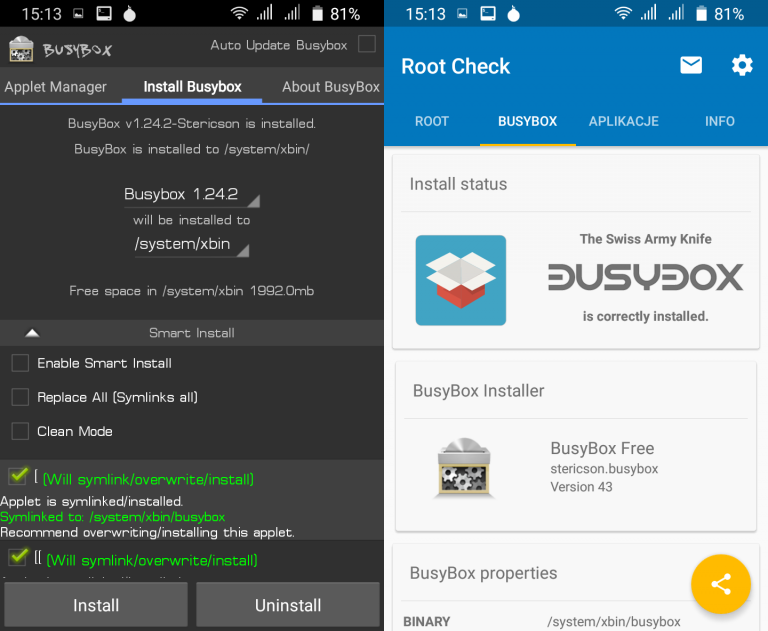 15:13
81%
BUSYBOX
Auto Update Busybox
Applet Manager
Install Busybox
About BusyBox
BusyBox v1.24.2-Stericson is installed.
BusyBox is installed to /system/xbin/
Busybox 1.24.2
will be installed to
/system/xbin
Free space in /system/xbin 1992.0mb
Smart Install
Enable Smart Install
Replace All (Symlinks all)
Clean Mode
[ (Will symlink/overwrite/install)
Applet is symlinked/installed.
Symlinked to: /system/xbin/busybox
Recommend overwriting/installing this applet.
[[ (Will symlink/overwrite/install)
Install
Uninstall
15:13
81%
Root Check
ROOT
BUSYBOX
APLIKACJE
INFO
Install status
The Swiss Army Knife
BUSYBOX
is correctly installed.
BusyBox Installer
BusyBox Free
stericson.busybox
Version 43
BusyBox properties
BINARY
/system/xbin/busybox